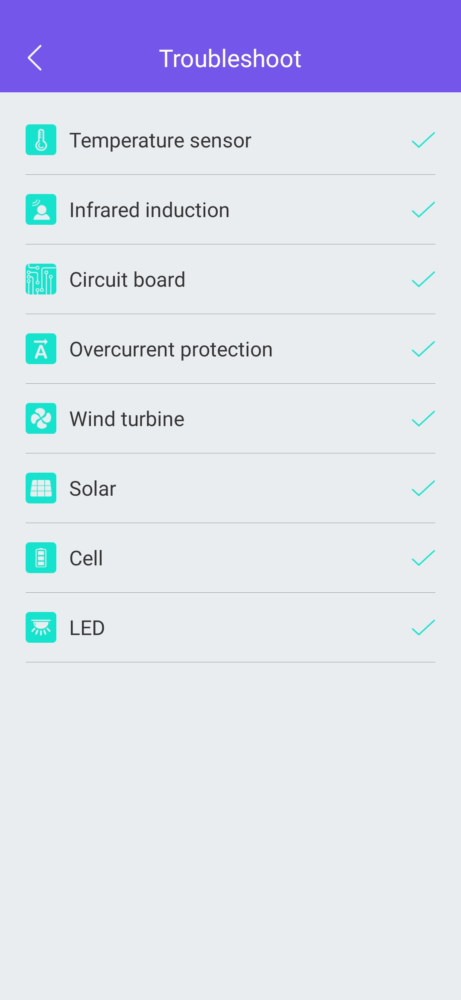 Troubleshoot
Temperature sensor
Infrared induction
Circuit board
Overcurrent protection
Wind turbine
Solar
Cell
LED